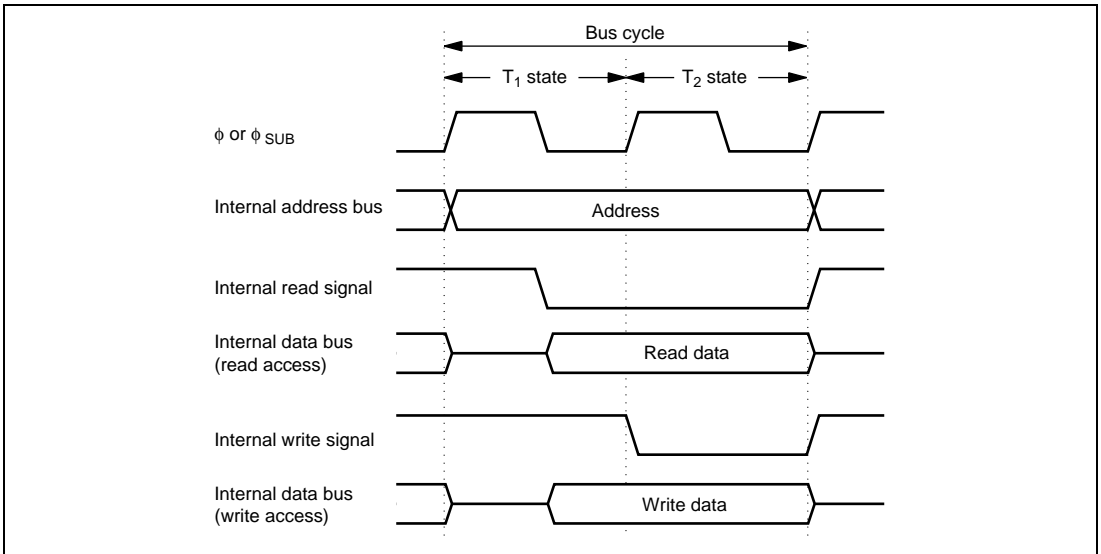 Bus cycle
T₁ state
T₂ state
ϕ or ϕ SUB
Internal address bus
Address
Internal read signal
Internal data bus
(read access)
Read data
Internal write signal
Internal data bus
(write access)
Write data